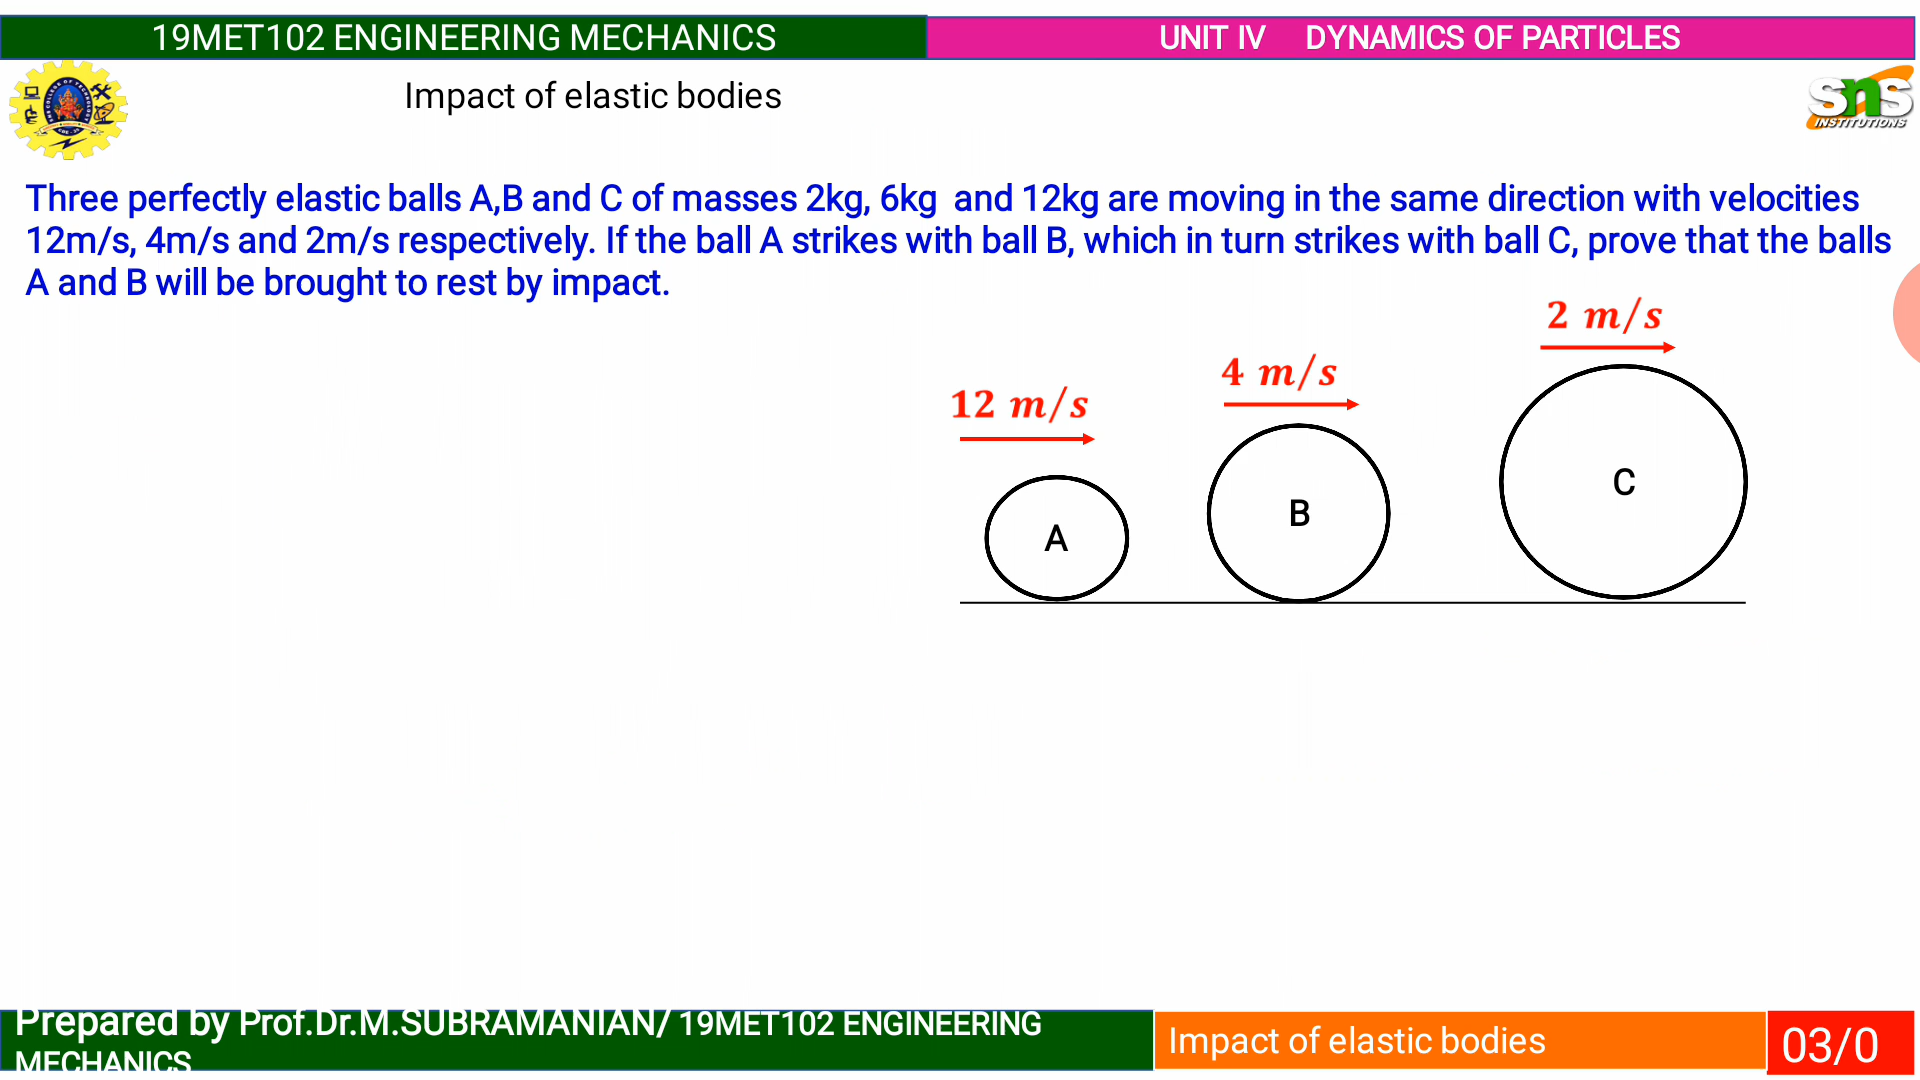 19MET102 ENGINEERING MECHANICS
UNIT IV DYNAMICS OF PARTICLES
Impact of elastic bodies
SNS
INSTITUTIONS
Three perfectly elastic balls A,B and C of masses 2kg, 6kg and 12kg are moving in the same direction with velocities
12m/s, 4m/s and 2m/s respectively. If the ball A strikes with ball B, which in turn strikes with ball C, prove that the balls
A and B will be brought to rest by impact.
2 m/s
4 m/s
12 m/s
C
B
A
Prepared by Prof.Dr.M.SUBRAMANIAN/ 19MET102 ENGINEERING
MECHANICS
Impact of elastic bodies
03/0